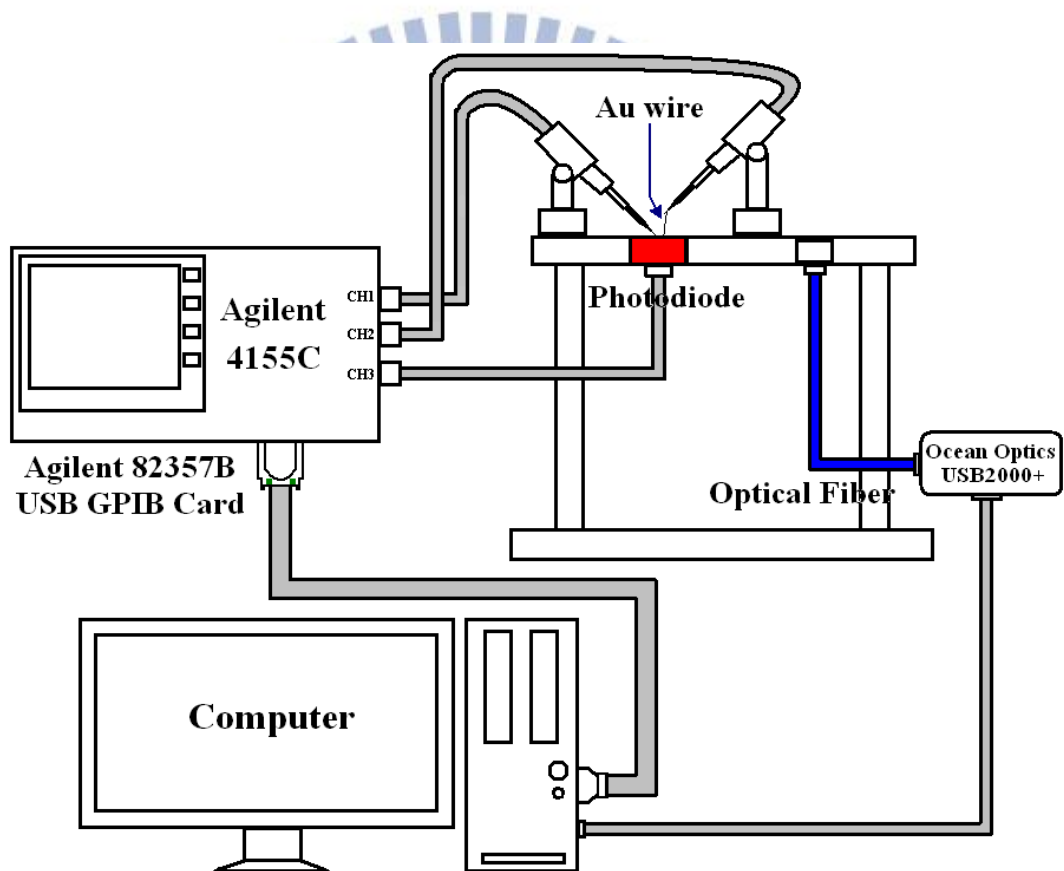 Au wire
Agilent
4155C
CH1
CH2
CH3
Photodiode
Agilent 82357B
USB GPIB Card
Ocean Optics
USB2000+
Optical Fiber
Computer